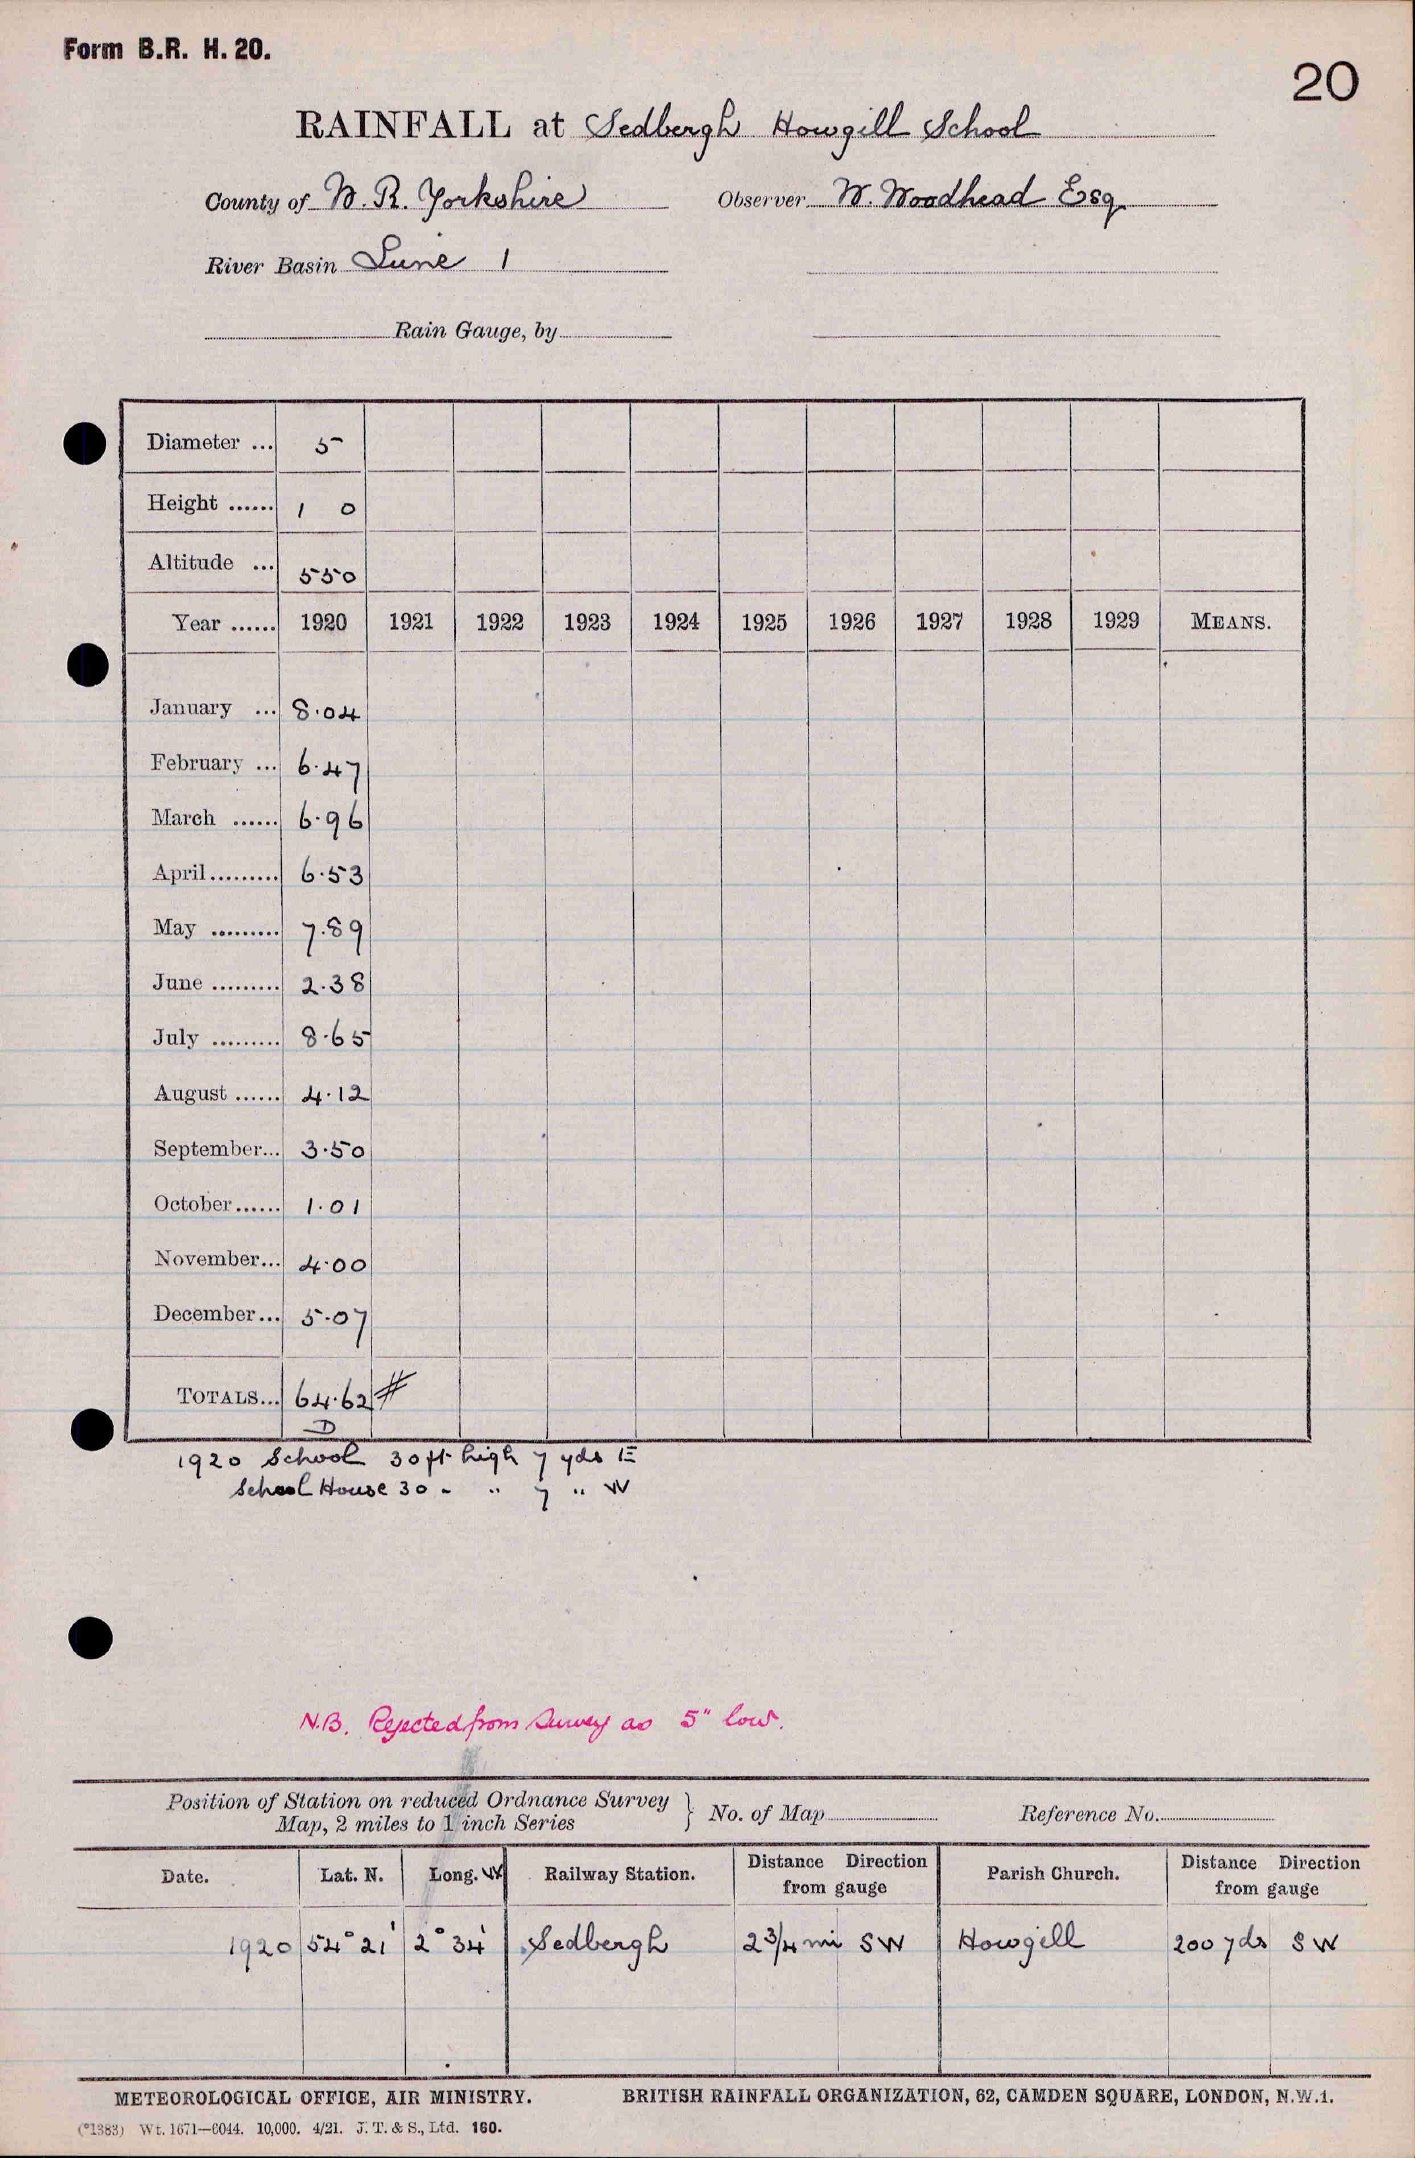 Form B.R. H. 20.
20
RAINFALL at Sedbergh Howgill School
County of W. R. Yorkshire Observer W. Woodhead Esq
River Basin Lune 1
Rain Gauge, by
Diameter ... 5
Height ...... 1 0
Altitude ... 550
Year ...... 1920 1921 1922 1923 1924 1925 1926 1927 1928 1929 MEANS.
January ... 8.04
February ... 6.47
March ...... 6.96
April ......... 6.53
May ......... 7.89
June ......... 2.38
July ......... 8.65
August ...... 4.12
September... 3.50
October ...... 1.01
November... 4.00
December... 5.07
TOTALS... 64.62 #
D
1920 School 30 ft high 7 yds E
School House 30 - " 7 " W
N.B. Rejected from Survey as 5" low.
Position of Station on reduced Ordnance Survey
Map, 2 miles to 1 inch Series } No. of Map Reference No.
Date. Lat. N. Long. W Railway Station. Distance from gauge Direction Parish Church. Distance from gauge Direction
1920 54° 21' 2° 34' Sedbergh 2 3/4 mi SW Howgill 200 yds SW
METEOROLOGICAL OFFICE, AIR MINISTRY. BRITISH RAINFALL ORGANIZATION, 62, CAMDEN SQUARE, LONDON, N.W.1.
(*1383) Wt. 1671—6044. 10,000. 4/21. J. T. & S., Ltd. 160.